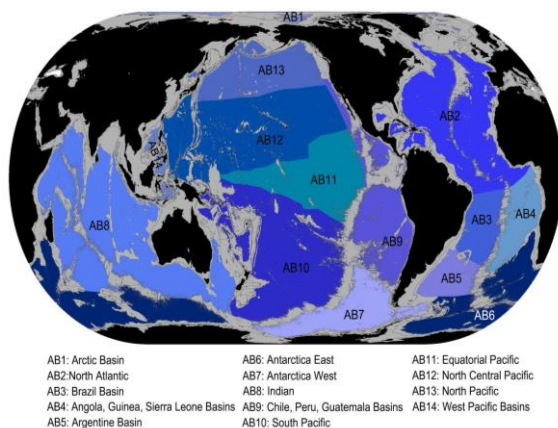 AB1
AB13
AB2
AB12
AB14
AB11
AB8
AB3
AB4
AB9
AB10
AB5
AB7
AB6
AB1: Arctic Basin
AB2:North Atlantic
AB3: Brazil Basin
AB4: Angola, Guinea, Sierra Leone Basins
AB5: Argentine Basin
AB6: Antarctica East
AB7: Antarctica West
AB8: Indian
AB9: Chile, Peru, Guatemala Basins
AB10: South Pacific
AB11: Equatorial Pacific
AB12: North Central Pacific
AB13: North Pacific
AB14: West Pacific Basins